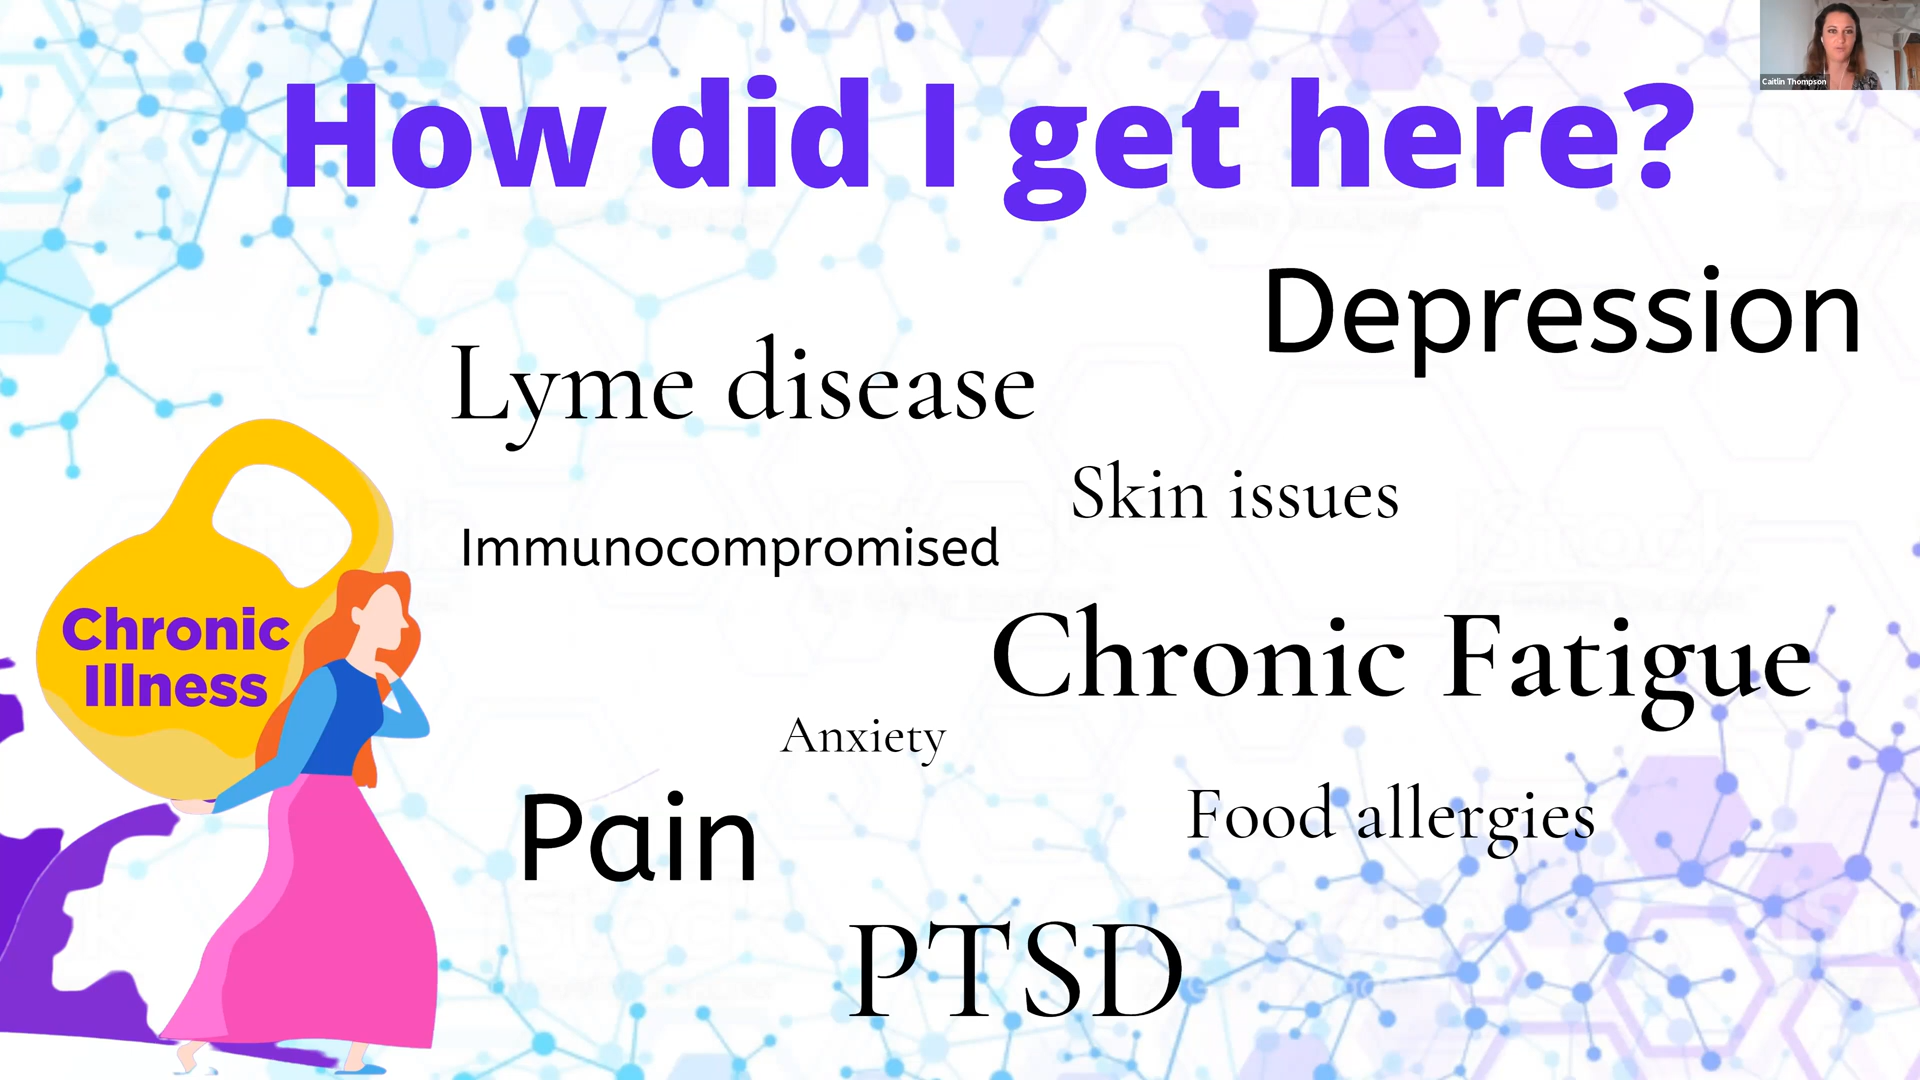 Caitlin Thompson
How did I get here?
Depression
Lyme disease
Skin issues
Immunocompromised
Chronic
Illness
Chronic Fatigue
Anxiety
Food allergies
Pain
PTSD